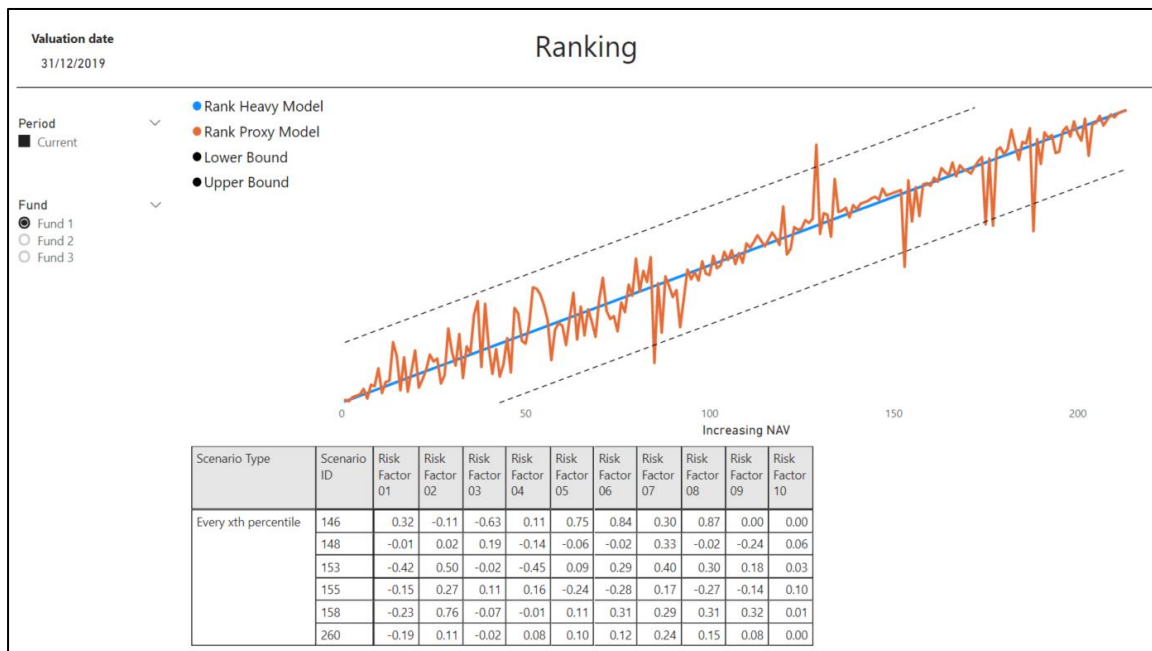 Valuation date
31/12/2019
Ranking
Period
Current
Fund
Fund 1
Fund 2
Fund 3
Rank Heavy Model
Rank Proxy Model
Lower Bound
Upper Bound
0 50 100 150 200
Increasing NAV
Scenario Type Scenario ID Risk Factor 01 Risk Factor 02 Risk Factor 03 Risk Factor 04 Risk Factor 05 Risk Factor 06 Risk Factor 07 Risk Factor 08 Risk Factor 09 Risk Factor 10
Every xth percentile 146 0.32 -0.11 -0.63 0.11 0.75 0.84 0.30 0.87 0.00 0.00
148 -0.01 0.02 0.19 -0.14 -0.06 -0.02 0.33 -0.02 -0.24 0.06
153 -0.42 0.50 -0.02 -0.45 0.09 0.29 0.40 0.30 0.18 0.03
155 -0.15 0.27 0.11 0.16 -0.24 -0.28 0.17 -0.27 -0.14 0.10
158 -0.23 0.76 -0.07 -0.01 0.11 0.31 0.29 0.31 0.32 0.01
260 -0.19 0.11 -0.02 0.08 0.10 0.12 0.24 0.15 0.08 0.00